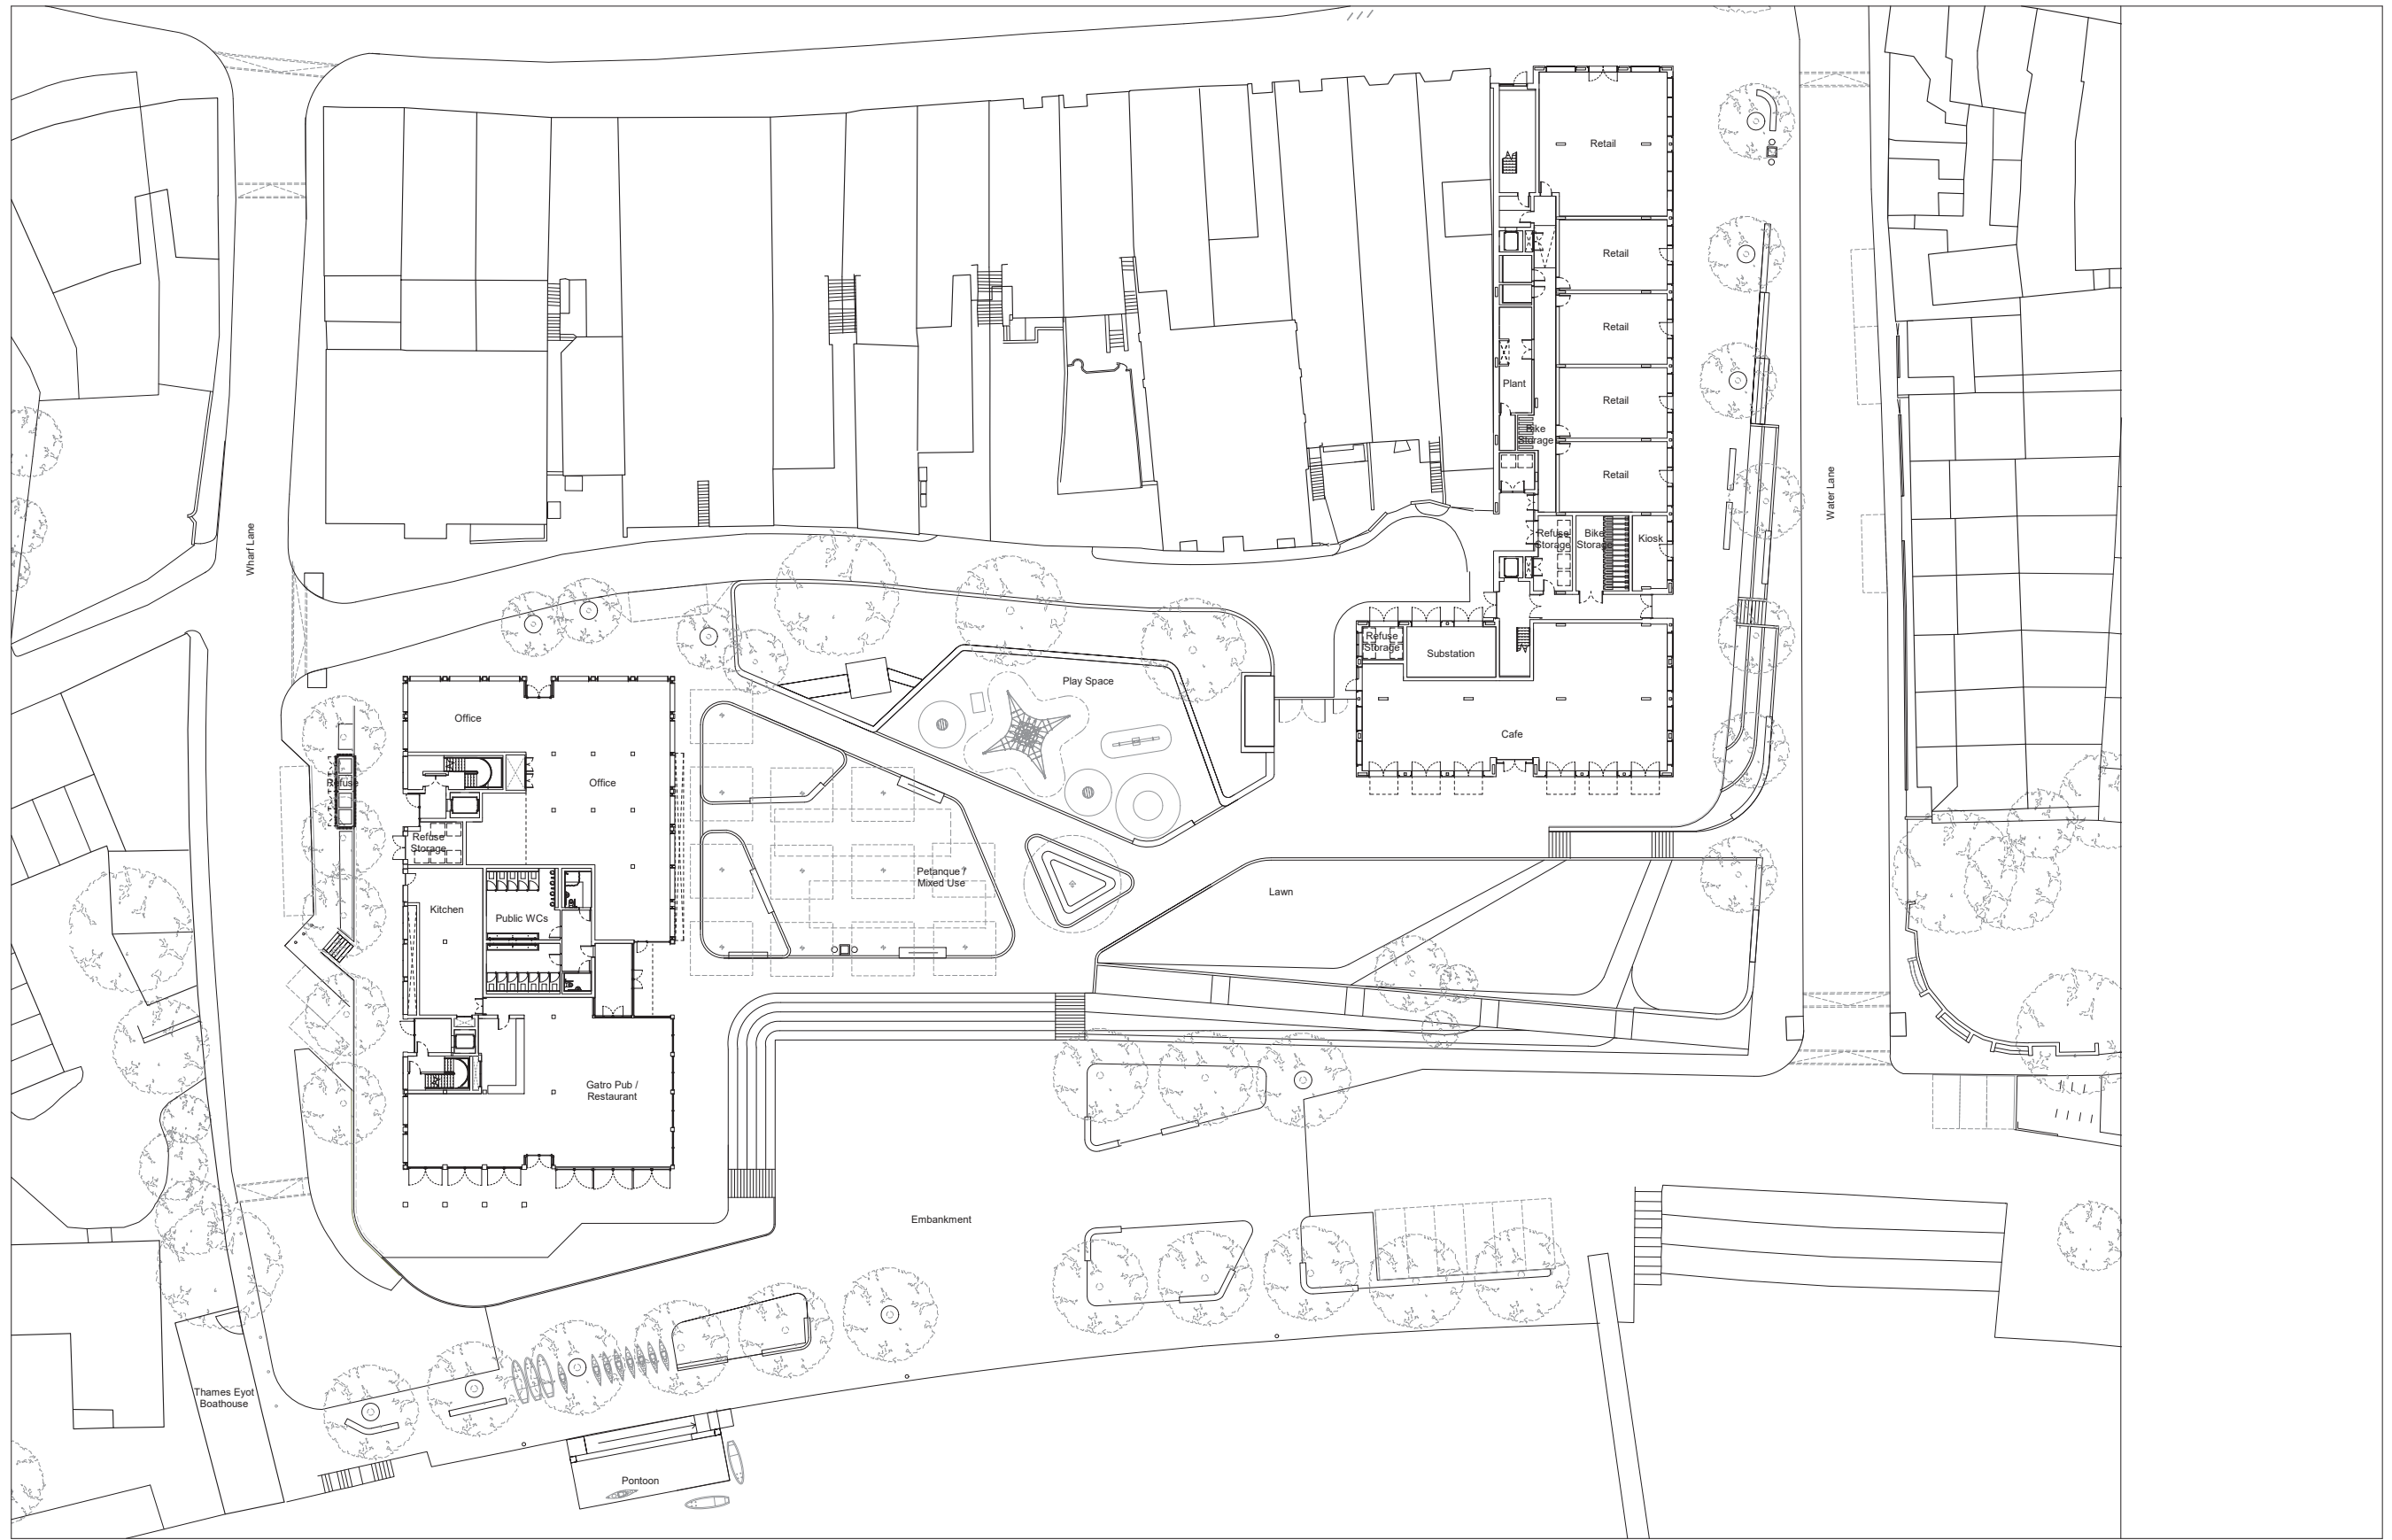 Retail
Retail
Retail
Retail
Retail
Plant
Bike
Storage
Water Lane
Wharf Lane
Refuse
Storage
Bike
Storage
Kiosk
Refuse
Storage
Substation
Play Space
Cafe
Office
Office
Refuse
Refuse
Storage
Petanque /
Mixed Use
Lawn
Kitchen
Public WCs
Gatro Pub /
Restaurant
Embankment
Thames Eyot
Boathouse
Pontoon